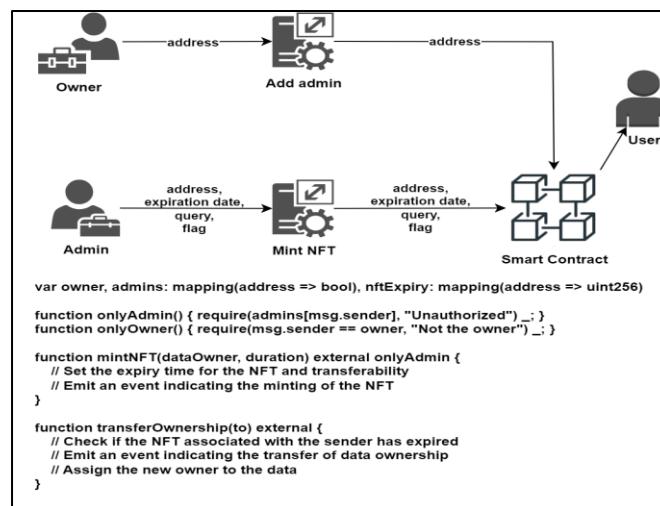 address
address
Owner
Add admin
User
address,
expiration date,
query,
flag
address,
expiration date,
query,
flag
Admin
Mint NFT
Smart Contract
var owner, admins: mapping(address => bool), nftExpiry: mapping(address => uint256)
function onlyAdmin() { require(admins[msg.sender], "Unauthorized") _; }
function onlyOwner() { require(msg.sender == owner, "Not the owner") _; }
function mintNFT(dataOwner, duration) external onlyAdmin {
// Set the expiry time for the NFT and transferability
// Emit an event indicating the minting of the NFT
}
function transferOwnership(to) external {
// Check if the NFT associated with the sender has expired
// Emit an event indicating the transfer of data ownership
// Assign the new owner to the data
}